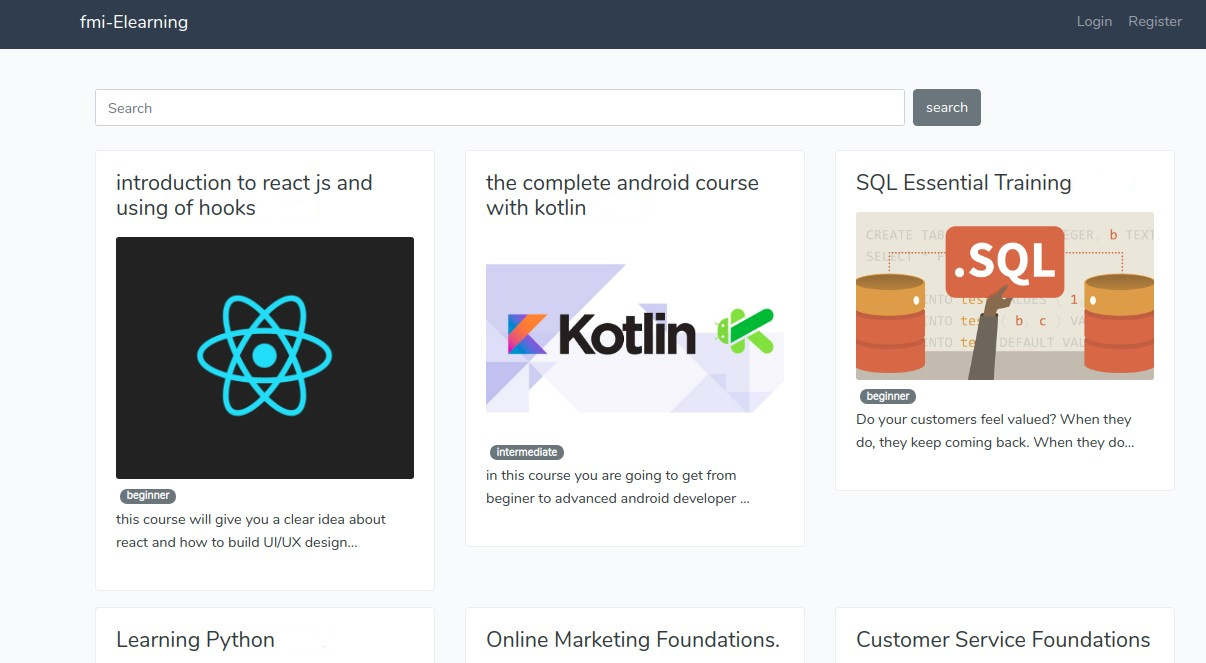 fmi-Elearning
Login Register
Search
search
introduction to react js and
using of hooks
beginner
this course will give you a clear idea about
react and how to build UI/UX design...
the complete android course
with kotlin
Kotlin
intermediate
in this course you are going to get from
beginer to advanced android developer ...
SQL Essential Training
CREATE TAB EGER, b TEXT
SELECT * F
.SQL
INTO tes ALUES ( 1
INTO tes ( b, c ) VA
INTO te DEFAULT VAL
beginner
Do your customers feel valued? When they
do, they keep coming back. When they do...
Learning Python
Online Marketing Foundations.
Customer Service Foundations